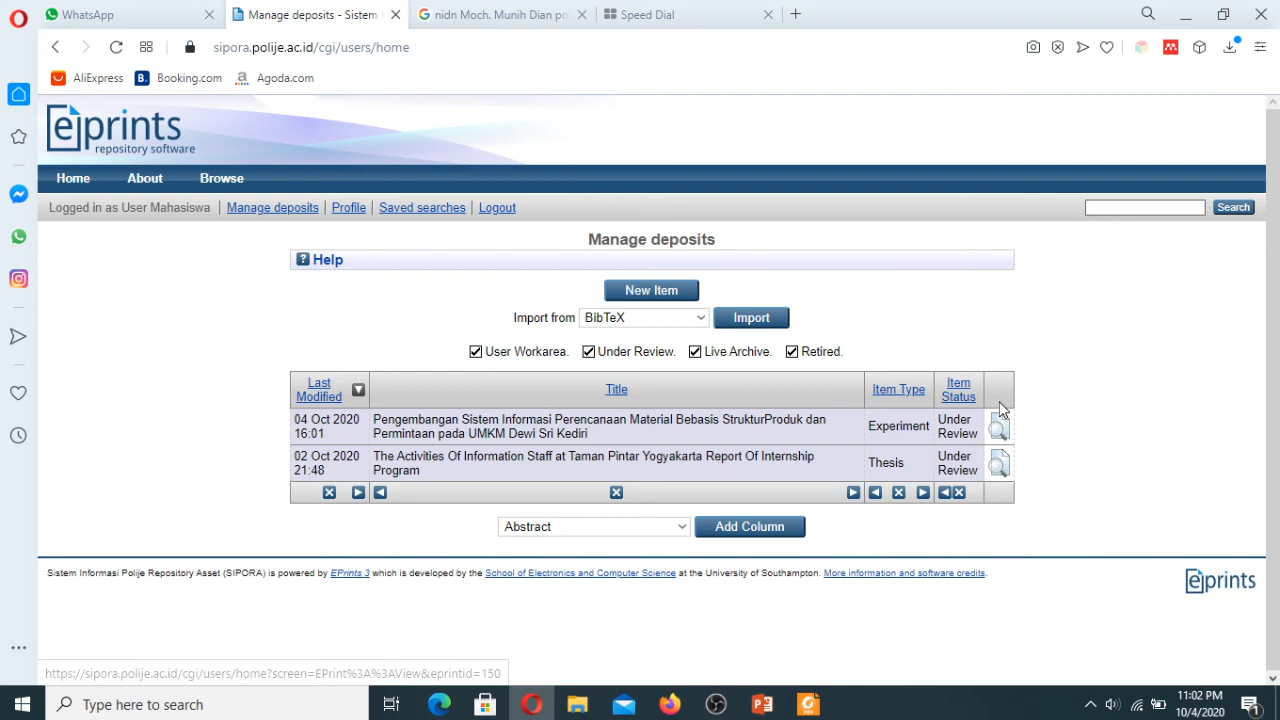 WhatsApp
Manage deposits - Sistem
nidn Moch. Munih Dian po
Speed Dial
sipora.polije.ac.id/cgi/users/home
AliExpress
Booking.com
Agoda.com
eprints
repository software
Home
About
Browse
Logged in as User Mahasiswa
Manage deposits
Profile
Saved searches
Logout
Search
Manage deposits
Help
New Item
Import from
BibTeX
Import
User Workarea.
Under Review.
Live Archive.
Retired.
Last Modified
Title
Item Type
Item Status
04 Oct 2020 16:01
Pengembangan Sistem Informasi Perencanaan Material Bebasis StrukturProduk dan
Permintaan pada UMKM Dewi Sri Kediri
Experiment
Under Review
02 Oct 2020 21:48
The Activities Of Information Staff at Taman Pintar Yogyakarta Report Of Internship
Program
Thesis
Under Review
Abstract
Add Column
Sistem Informasi Polije Repository Asset (SIPORA) is powered by EPrints 3 which is developed by the School of Electronics and Computer Science at the University of Southampton. More information and software credits.
eprints
https://sipora.polije.ac.id/cgi/users/home?screen=EPrint%3A%3AView&eprintid=150
Type here to search
11:02 PM
10/4/2020
1